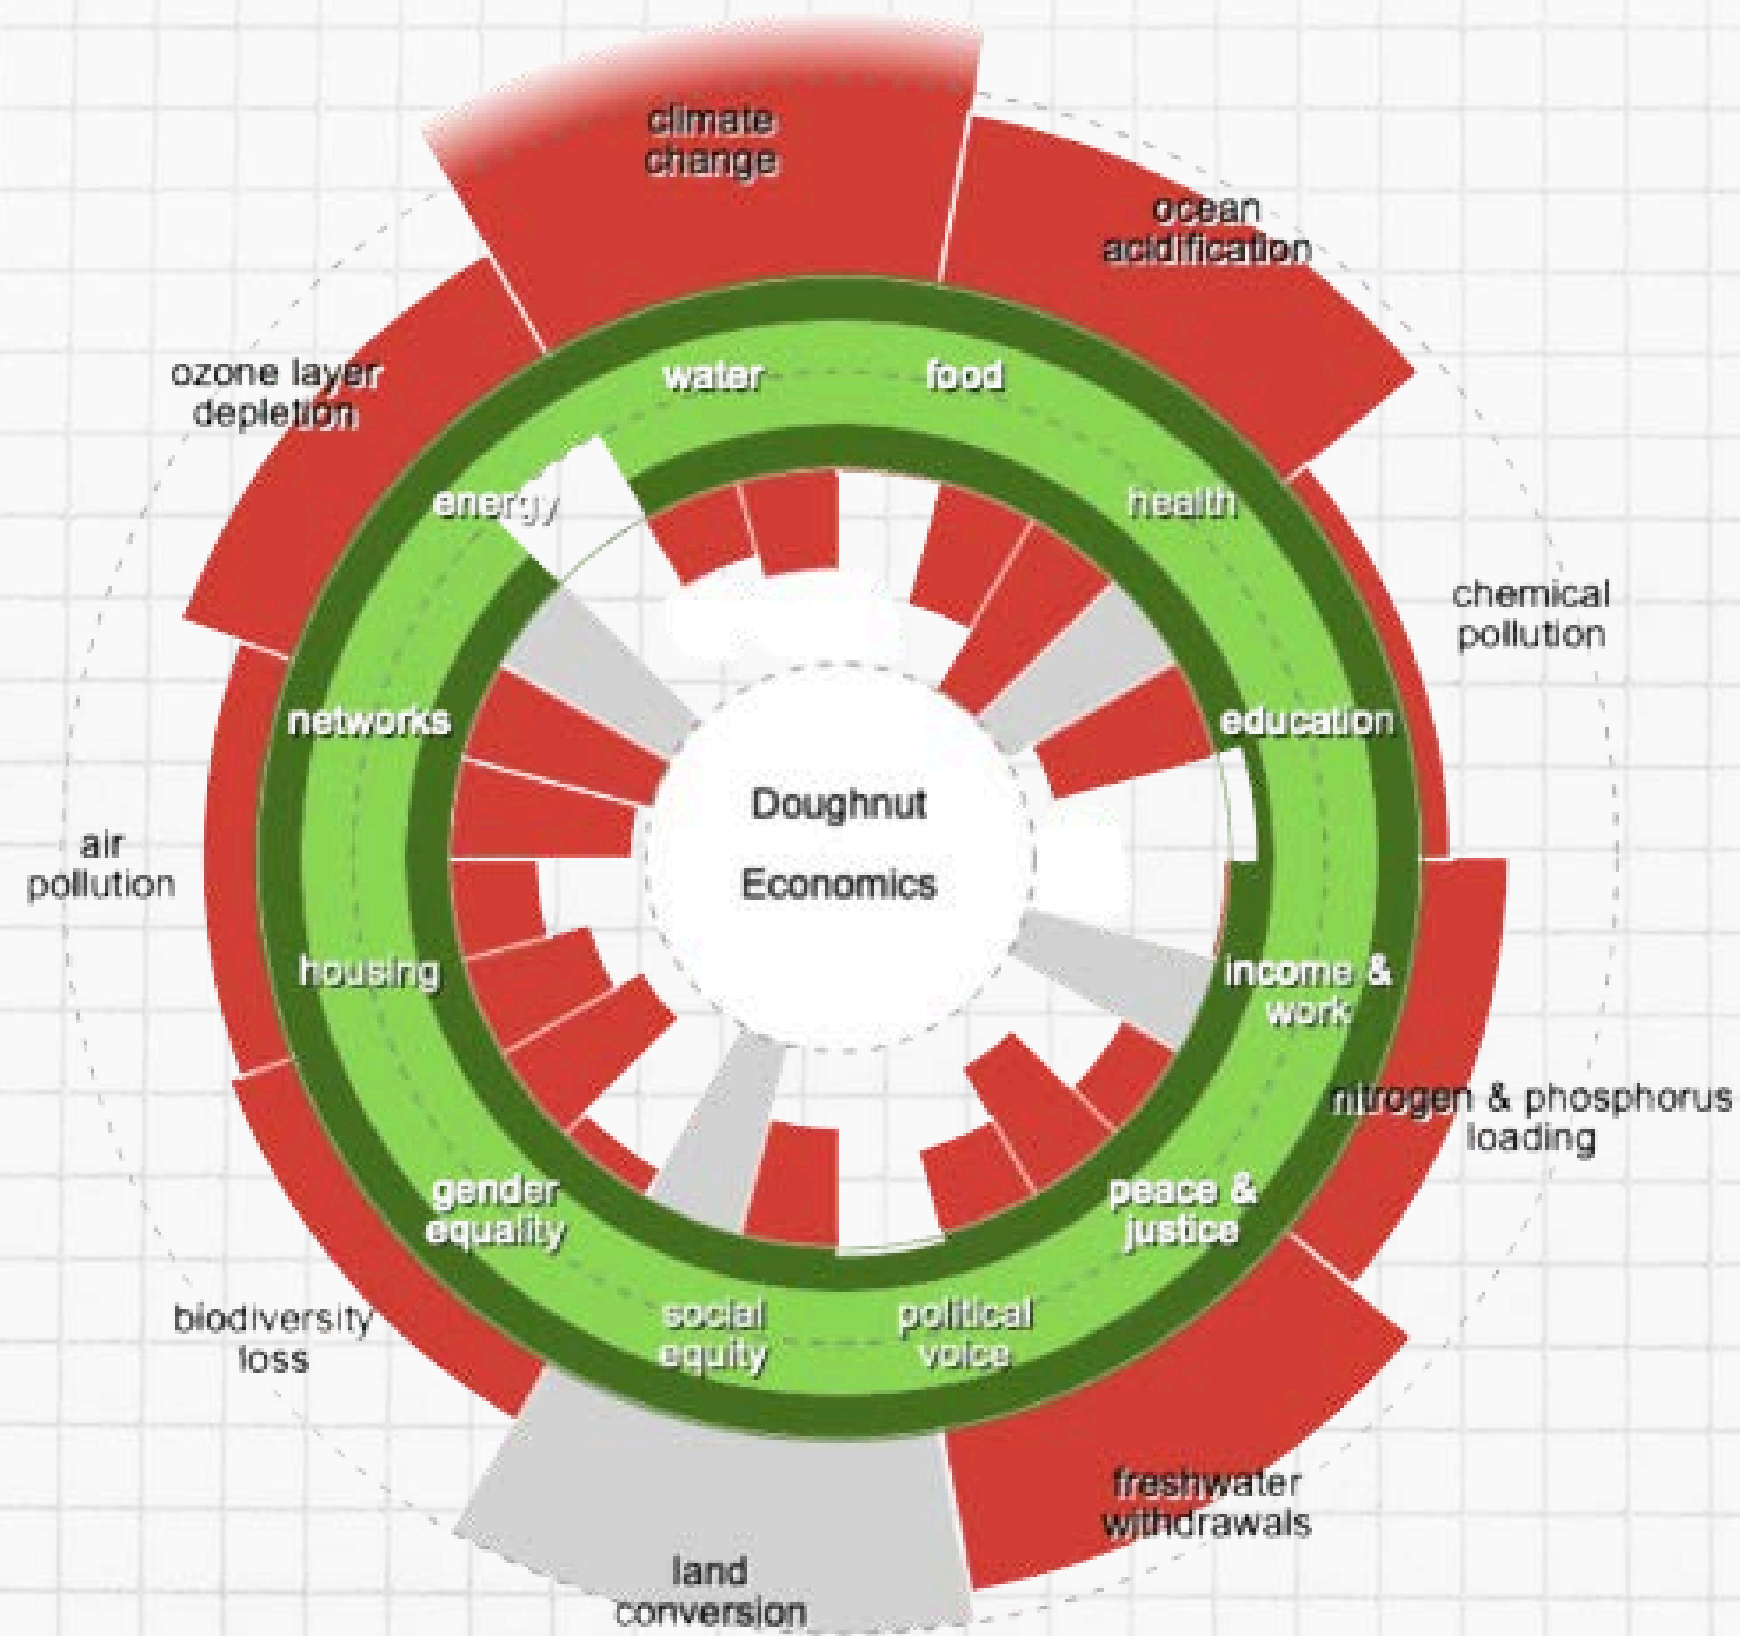 climate
change
ocean
acidification
ozone layer
depletion
water
food
energy
health
chemical
pollution
networks
education
Doughnut
Economics
air
pollution
housing
income &
work
nitrogen & phosphorus
loading
gender
equality
peace &
justice
biodiversity
loss
social
equity
political
voice
freshwater
withdrawals
land
conversion